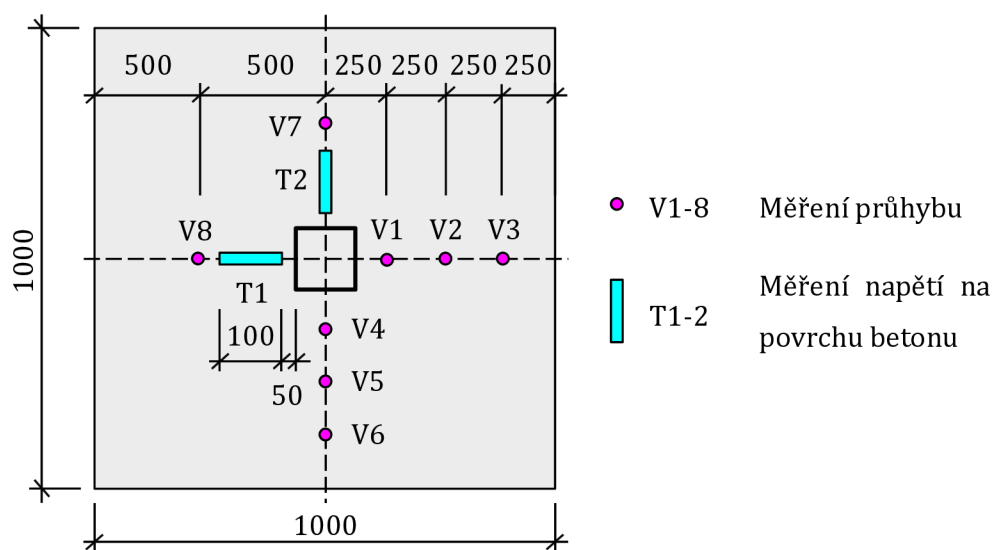 500 500 250 250 250 250
V7
T2
V8 V1 V2 V3
T1
100
V4
50
V5
V6
1000
1000
V1-8 Měření průhybu
T1-2 Měření napětí na
povrchu betonu